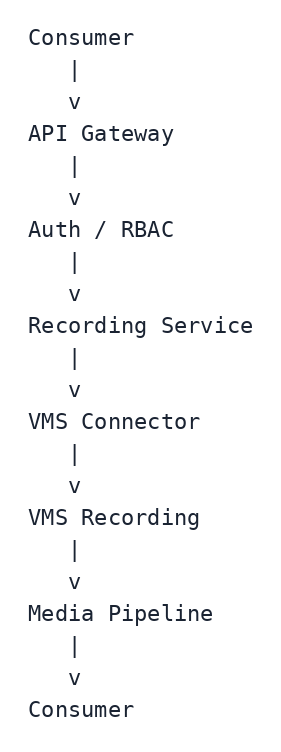 Consumer
|
v
API Gateway
|
v
Auth / RBAC
|
v
Recording Service
|
v
VMS Connector
|
v
VMS Recording
|
v
Media Pipeline
|
v
Consumer